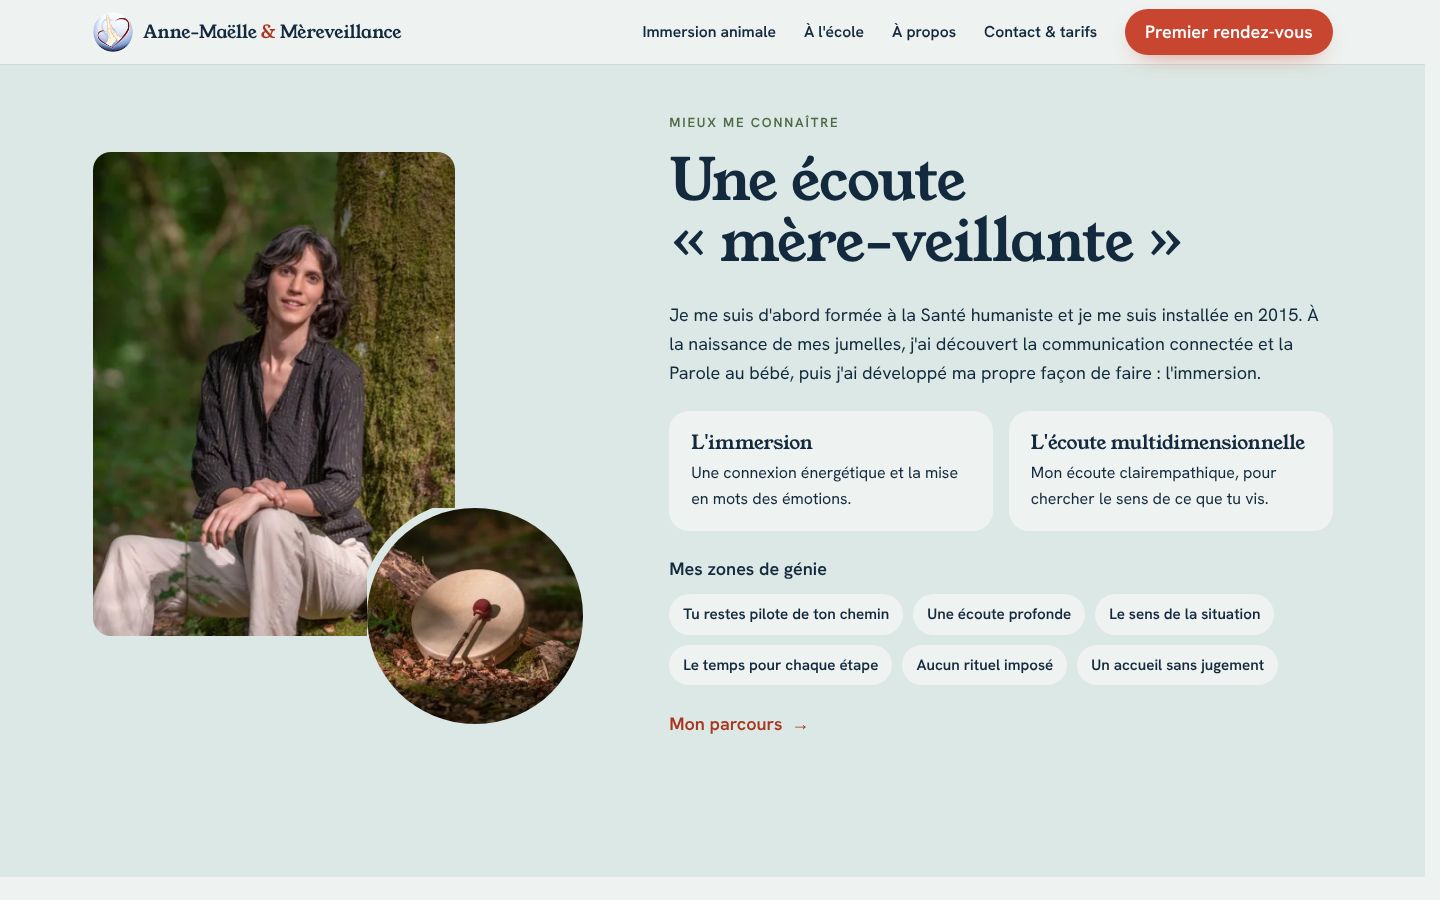 Anne-Maëlle & Mèreveillance
Immersion animale
À l'école
À propos
Contact & tarifs
Premier rendez-vous
MIEUX ME CONNAÎTRE
Une écoute
« mère-veillante »
Je me suis d'abord formée à la Santé humaniste et je me suis installée en 2015. À
la naissance de mes jumelles, j'ai découvert la communication connectée et la
Parole au bébé, puis j'ai développé ma propre façon de faire : l'immersion.
L'immersion
Une connexion énergétique et la mise
en mots des émotions.
L'écoute multidimensionnelle
Mon écoute clairempathique, pour
chercher le sens de ce que tu vis.
Mes zones de génie
Tu restes pilote de ton chemin
Une écoute profonde
Le sens de la situation
Le temps pour chaque étape
Aucun rituel imposé
Un accueil sans jugement
Mon parcours →